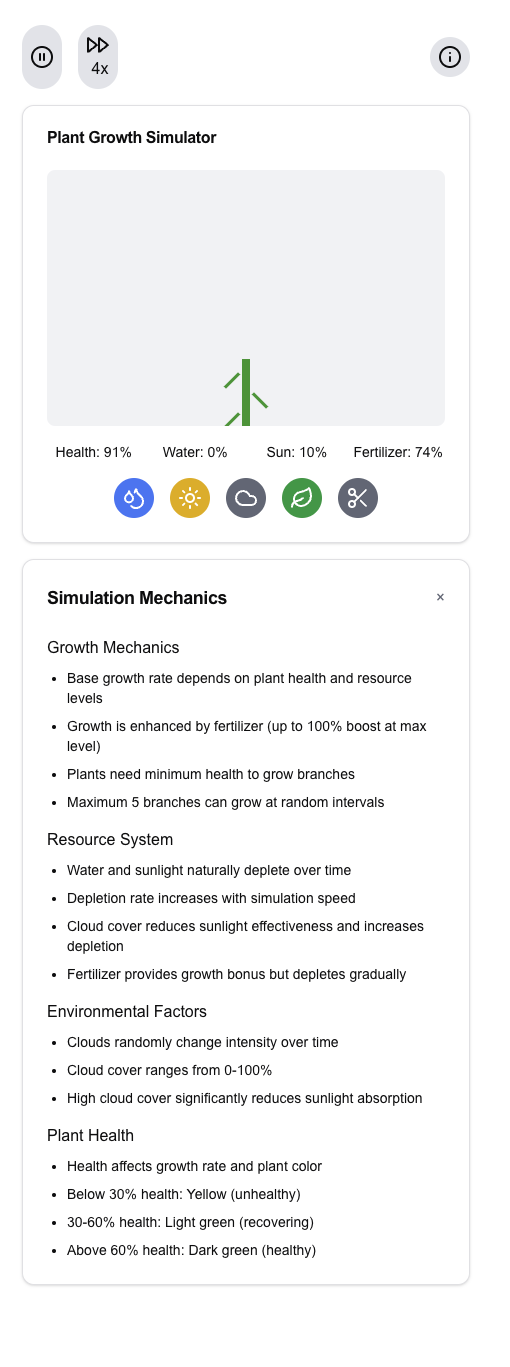 4x
Plant Growth Simulator
Health: 91% Water: 0% Sun: 10% Fertilizer: 74%
Simulation Mechanics ×
Growth Mechanics
• Base growth rate depends on plant health and resource
levels
• Growth is enhanced by fertilizer (up to 100% boost at max
level)
• Plants need minimum health to grow branches
• Maximum 5 branches can grow at random intervals
Resource System
• Water and sunlight naturally deplete over time
• Depletion rate increases with simulation speed
• Cloud cover reduces sunlight effectiveness and increases
depletion
• Fertilizer provides growth bonus but depletes gradually
Environmental Factors
• Clouds randomly change intensity over time
• Cloud cover ranges from 0-100%
• High cloud cover significantly reduces sunlight absorption
Plant Health
• Health affects growth rate and plant color
• Below 30% health: Yellow (unhealthy)
• 30-60% health: Light green (recovering)
• Above 60% health: Dark green (healthy)